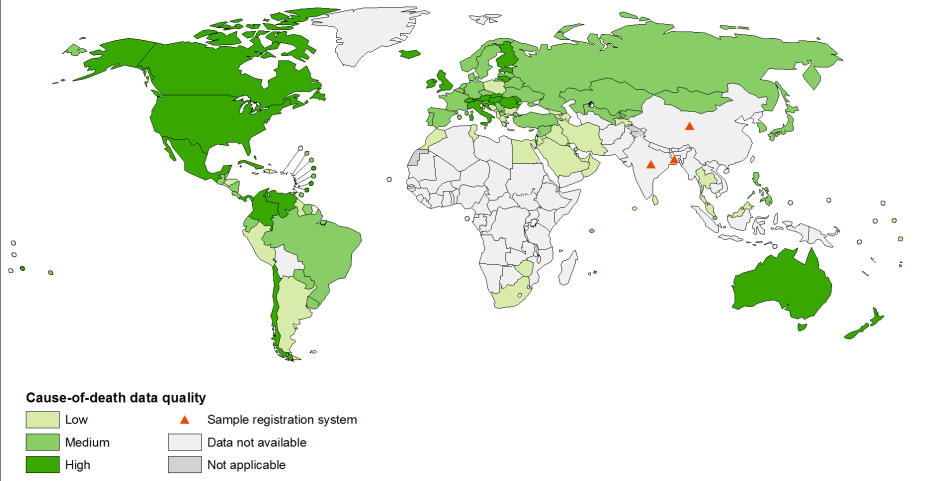 Cause-of-death data quality
Low
Medium
High
Sample registration system
Data not available
Not applicable